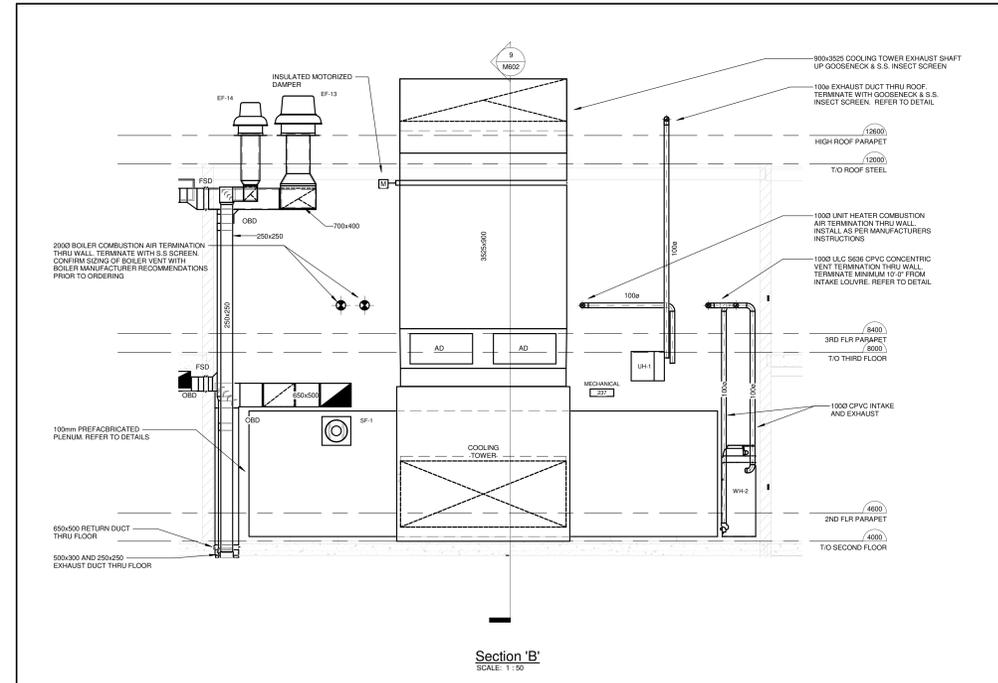 9
M602
900x3525 COOLING TOWER EXHAUST SHAFT
UP GOOSENECK & S.S. INSECT SCREEN
INSULATED MOTORIZED
DAMPER
EF-14
EF-13
100ø EXHAUST DUCT THRU ROOF.
TERMINATE WITH GOOSENECK & S.S.
INSECT SCREEN. REFER TO DETAIL
12600
HIGH ROOF PARAPET
12000
T/O ROOF STEEL
FSD
M
OBD
700x400
250x250
200Ø BOILER COMBUSTION AIR TERMINATION
THRU WALL. TERMINATE WITH S.S SCREEN.
CONFIRM SIZING OF BOILER VENT WITH
BOILER MANUFACTURER RECOMMENDATIONS
PRIOR TO ORDERING
3525x900
100ø
100Ø UNIT HEATER COMBUSTION
AIR TERMINATION THRU WALL.
INSTALL AS PER MANUFACTURERS
INSTRUCTIONS
100Ø ULC S636 CPVC CONCENTRIC
VENT TERMINATION THRU WALL.
TERMINATE MINIMUM 10'-0" FROM
INTAKE LOUVRE. REFER TO DETAIL
100ø
250x250
8400
3RD FLR PARAPET
8000
T/O THIRD FLOOR
AD
AD
UH-1
FSD
OBD
650x500
MECHANICAL
237
100ø
100ø
100Ø CPVC INTAKE
AND EXHAUST
OBD
SF-1
100mm PREFACBRICATED
PLENUM. REFER TO DETAILS
COOLING
TOWER
WH-2
4600
2ND FLR PARAPET
650x500 RETURN DUCT
THRU FLOOR
4000
T/O SECOND FLOOR
500x300 AND 250x250
EXHAUST DUCT THRU FLOOR
Section 'B'
SCALE: 1 : 50